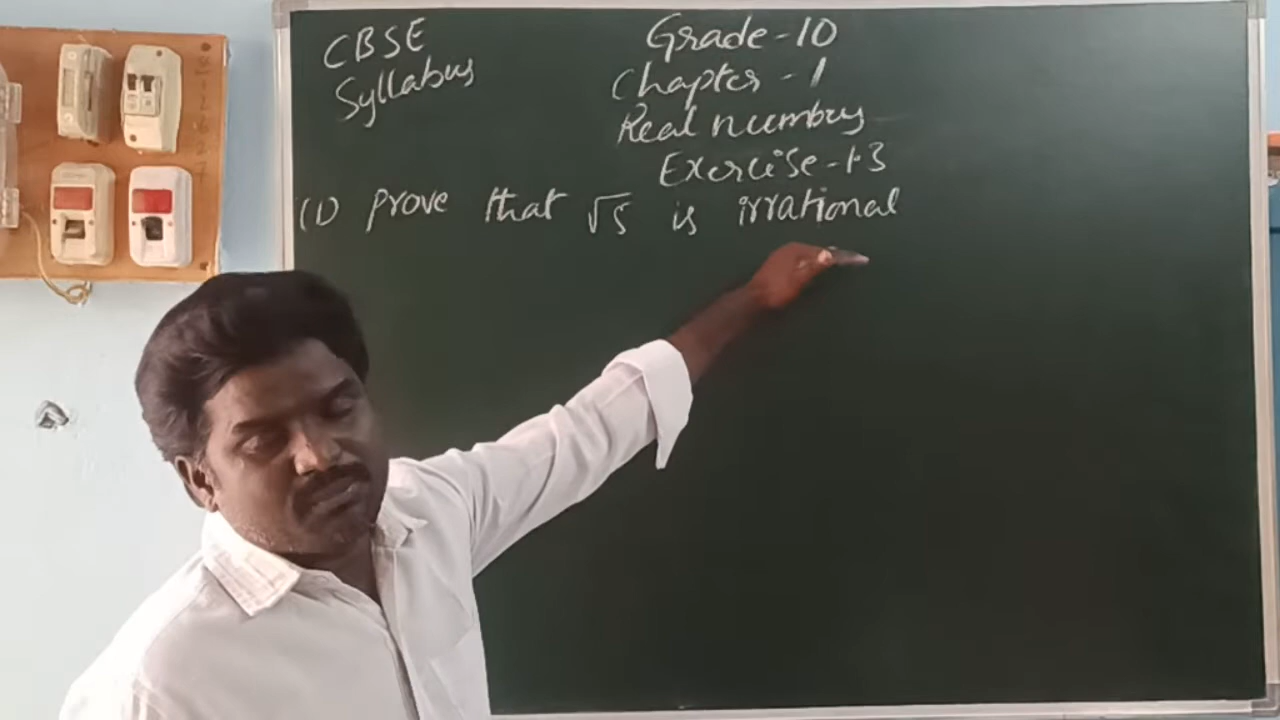 CBSE
Syllabus
Grade-10
Chapter-1
Real numbers
Exercise-1.3
(1) Prove that √5 is irrational